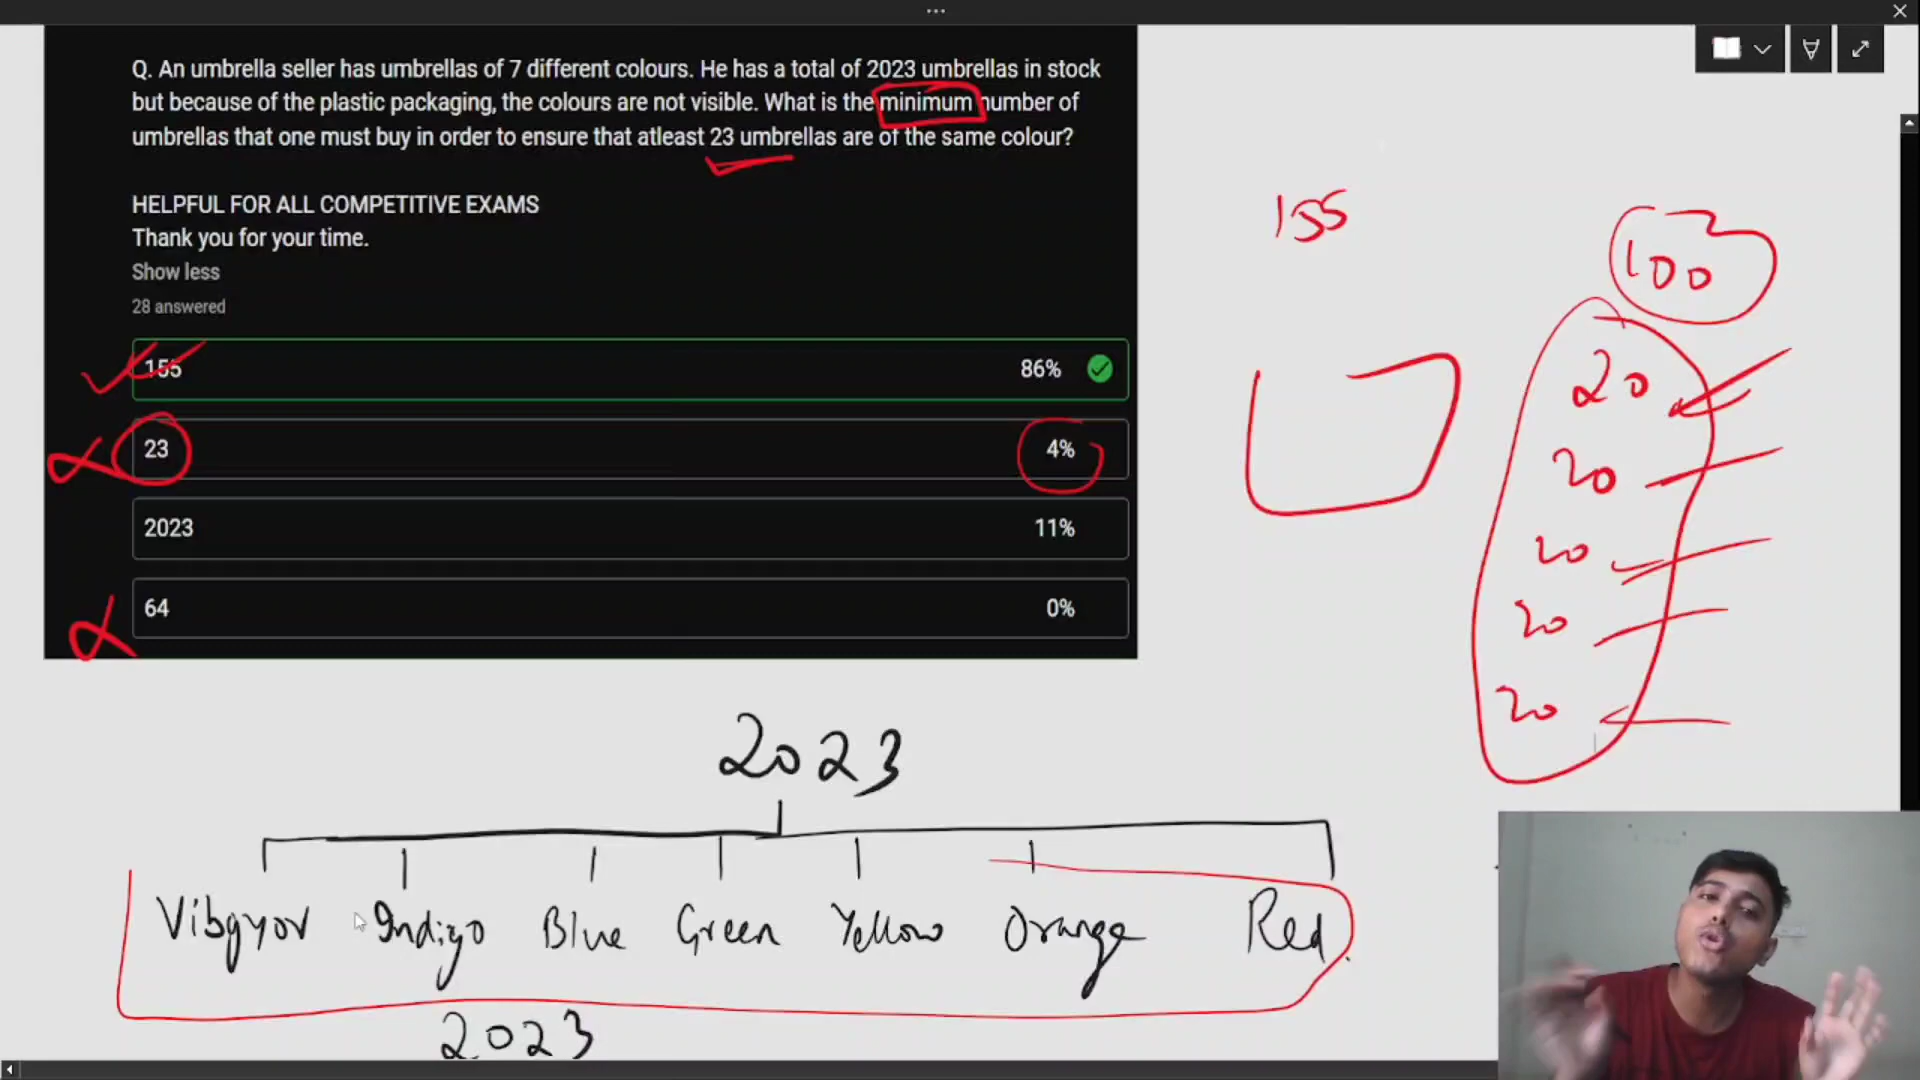 Q. An umbrella seller has umbrellas of 7 different colours. He has a total of 2023 umbrellas in stock
but because of the plastic packaging, the colours are not visible. What is the minimum number of
umbrellas that one must buy in order to ensure that atleast 23 umbrellas are of the same colour?
HELPFUL FOR ALL COMPETITIVE EXAMS
Thank you for your time.
Show less
28 answered
155 86%
23 4%
2023 11%
64 0%
155
100
20
20
20
20
20
2023
Vibgyor Indigo Blue Green Yellow Orange Red.
2023